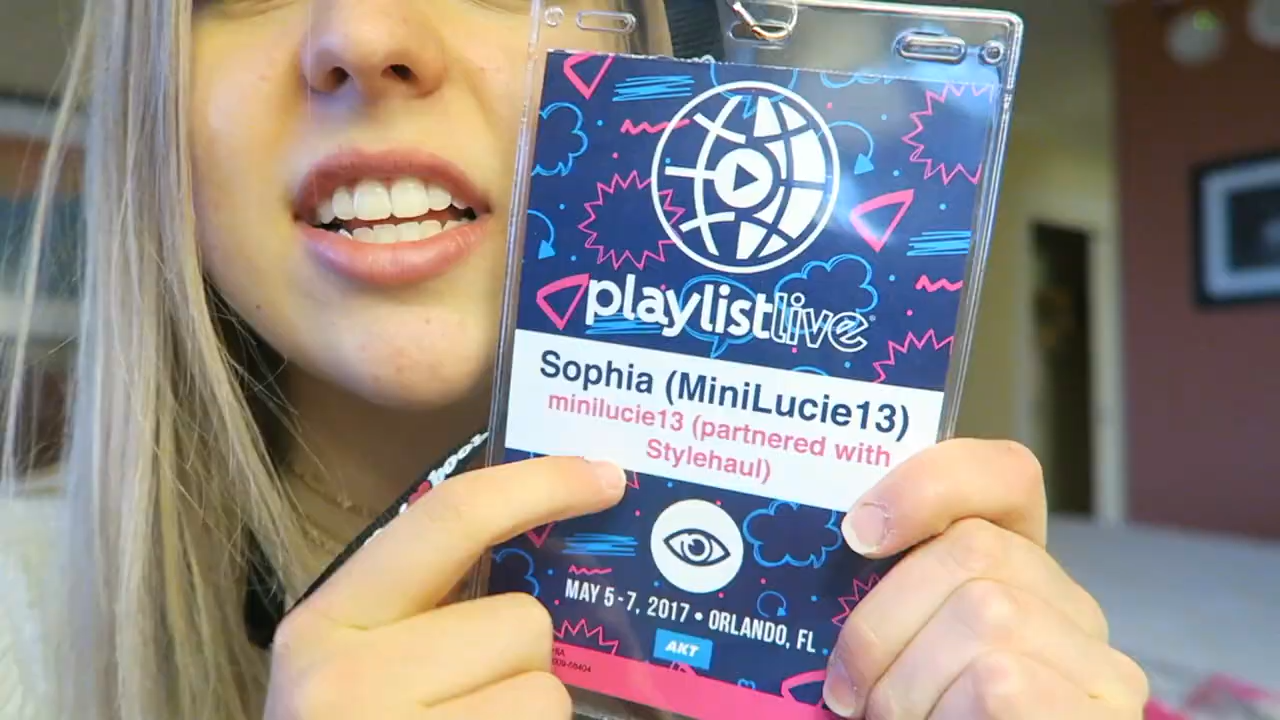 playlistlive
Sophia (MiniLucie13)
minilucie13 (partnered with
Stylehaul)
MAY 5-7, 2017 • ORLANDO, FL
AKT